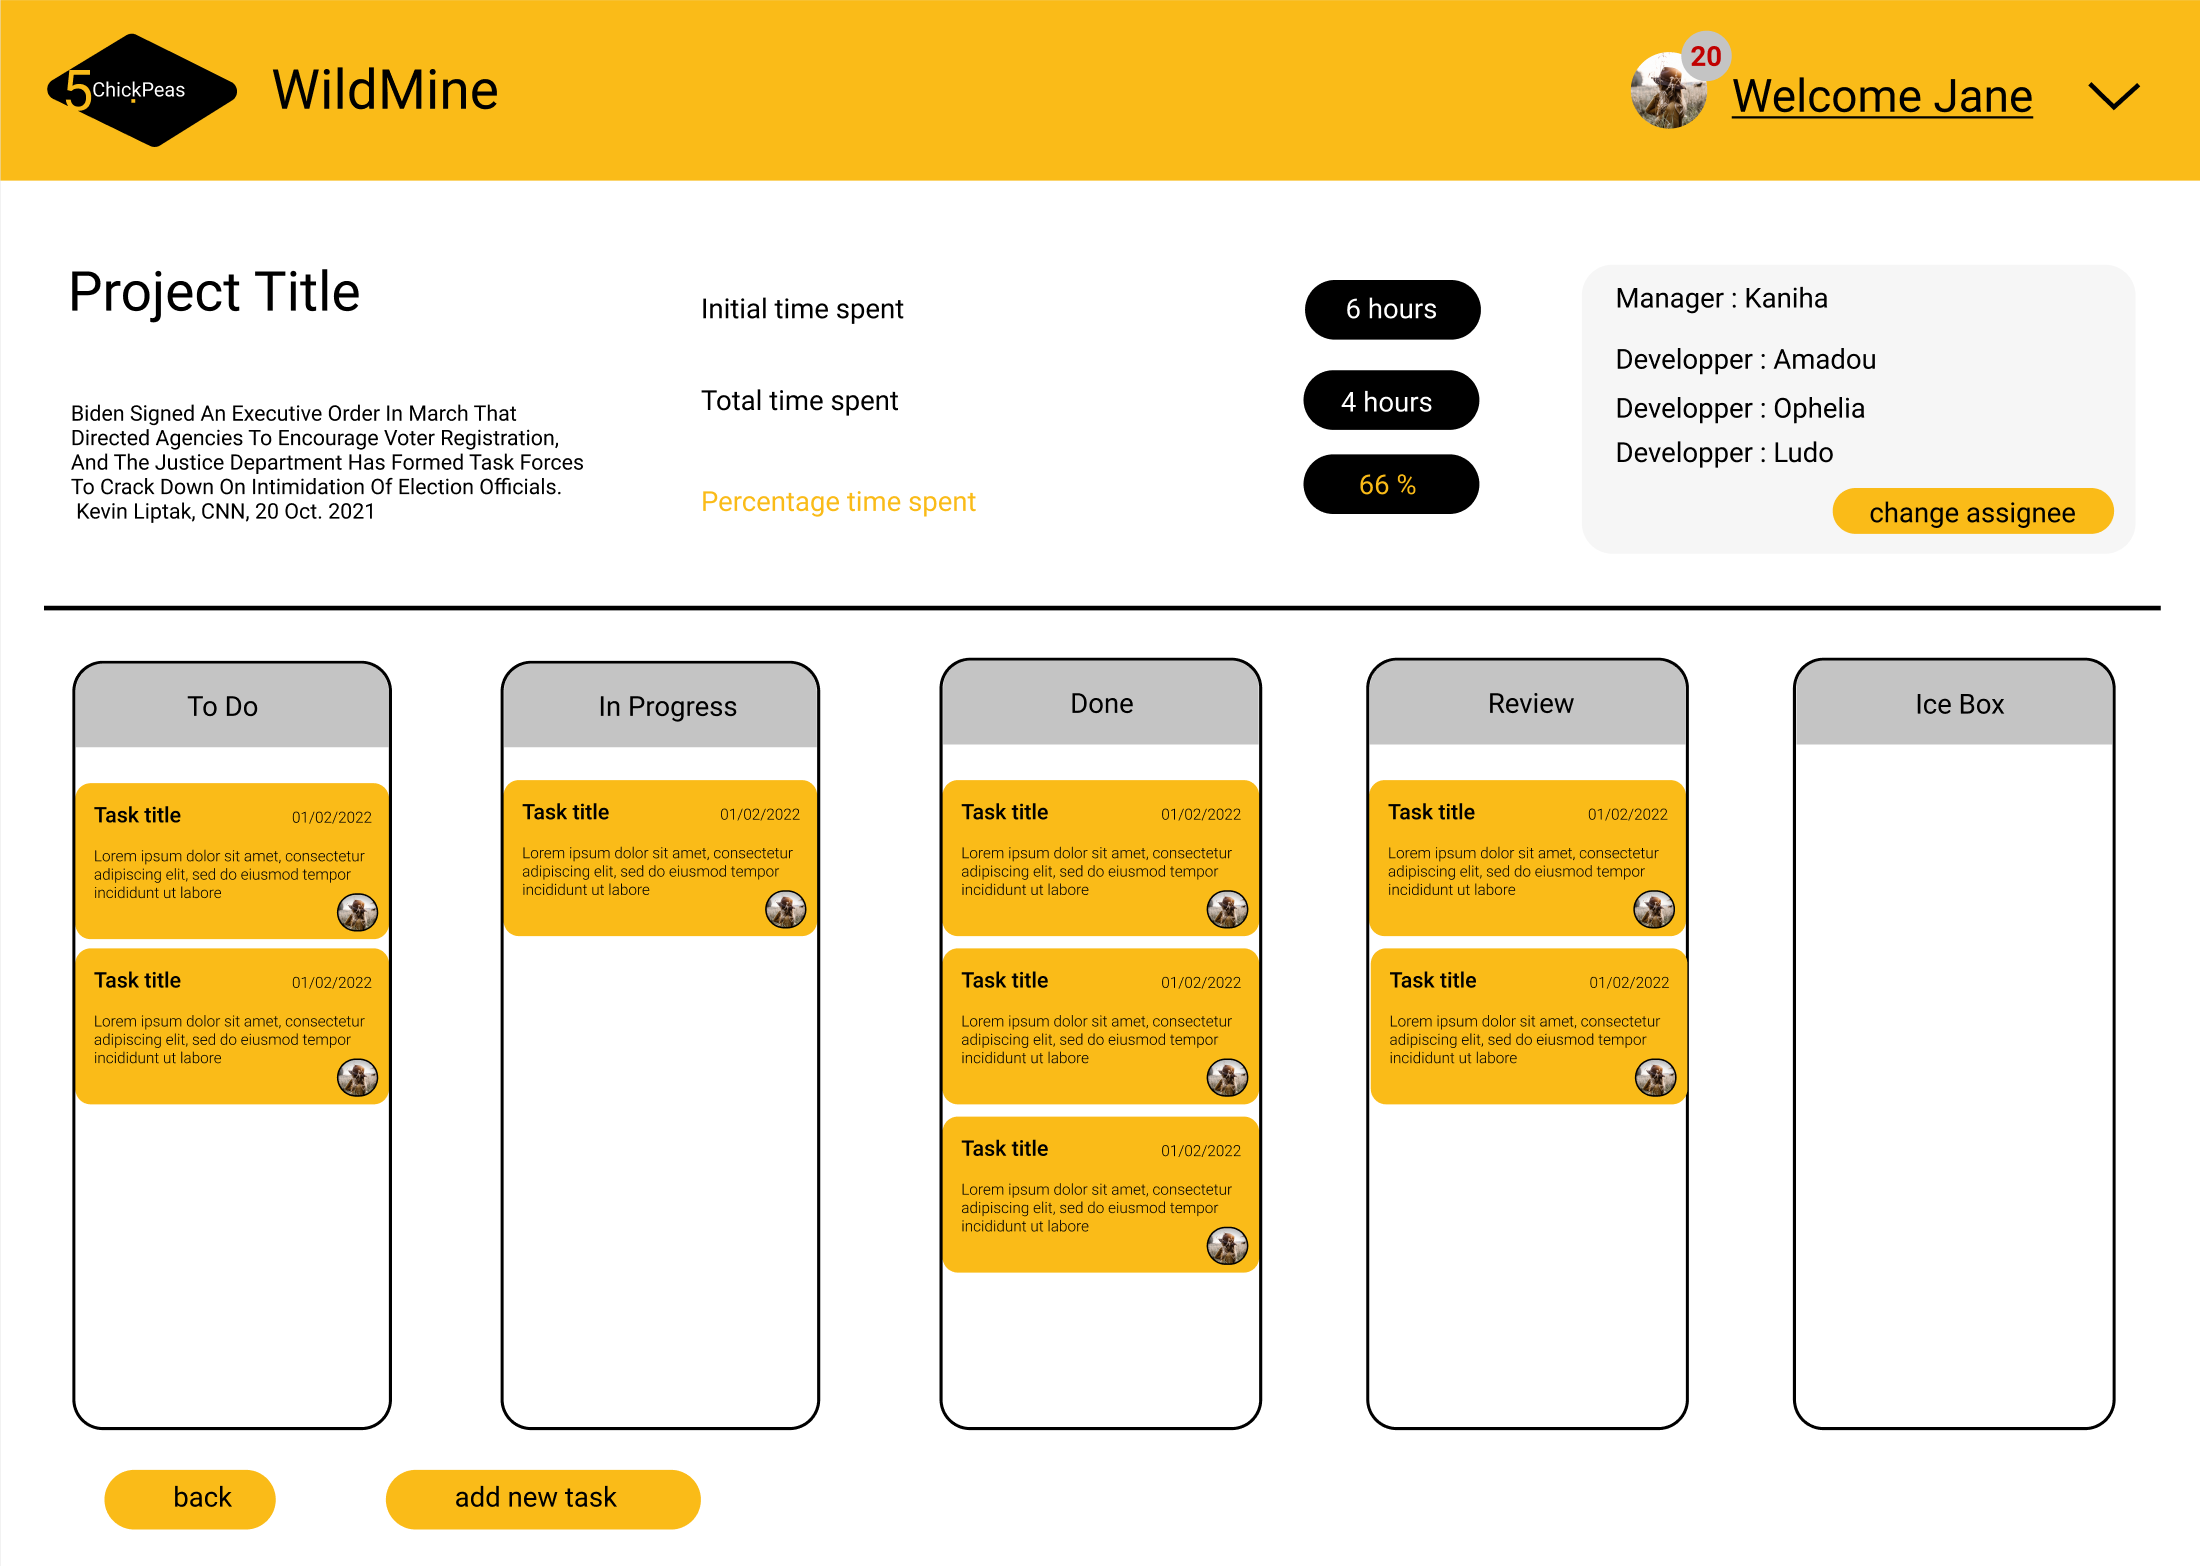 5ChickPeas
WildMine
20
Welcome Jane
Project Title
Biden Signed An Executive Order In March That
Directed Agencies To Encourage Voter Registration,
And The Justice Department Has Formed Task Forces
To Crack Down On Intimidation Of Election Officials.
Kevin Liptak, CNN, 20 Oct. 2021
Initial time spent
6 hours
Total time spent
4 hours
Percentage time spent
66 %
Manager : Kaniha
Developper : Amadou
Developper : Ophelia
Developper : Ludo
change assignee
To Do
Task title
01/02/2022
Lorem ipsum dolor sit amet, consectetur
adipiscing elit, sed do eiusmod tempor
incididunt ut labore
Task title
01/02/2022
Lorem ipsum dolor sit amet, consectetur
adipiscing elit, sed do eiusmod tempor
incididunt ut labore
In Progress
Task title
01/02/2022
Lorem ipsum dolor sit amet, consectetur
adipiscing elit, sed do eiusmod tempor
incididunt ut labore
Done
Task title
01/02/2022
Lorem ipsum dolor sit amet, consectetur
adipiscing elit, sed do eiusmod tempor
incididunt ut labore
Task title
01/02/2022
Lorem ipsum dolor sit amet, consectetur
adipiscing elit, sed do eiusmod tempor
incididunt ut labore
Task title
01/02/2022
Lorem ipsum dolor sit amet, consectetur
adipiscing elit, sed do eiusmod tempor
incididunt ut labore
Review
Task title
01/02/2022
Lorem ipsum dolor sit amet, consectetur
adipiscing elit, sed do eiusmod tempor
incididunt ut labore
Task title
01/02/2022
Lorem ipsum dolor sit amet, consectetur
adipiscing elit, sed do eiusmod tempor
incididunt ut labore
Ice Box
back
add new task